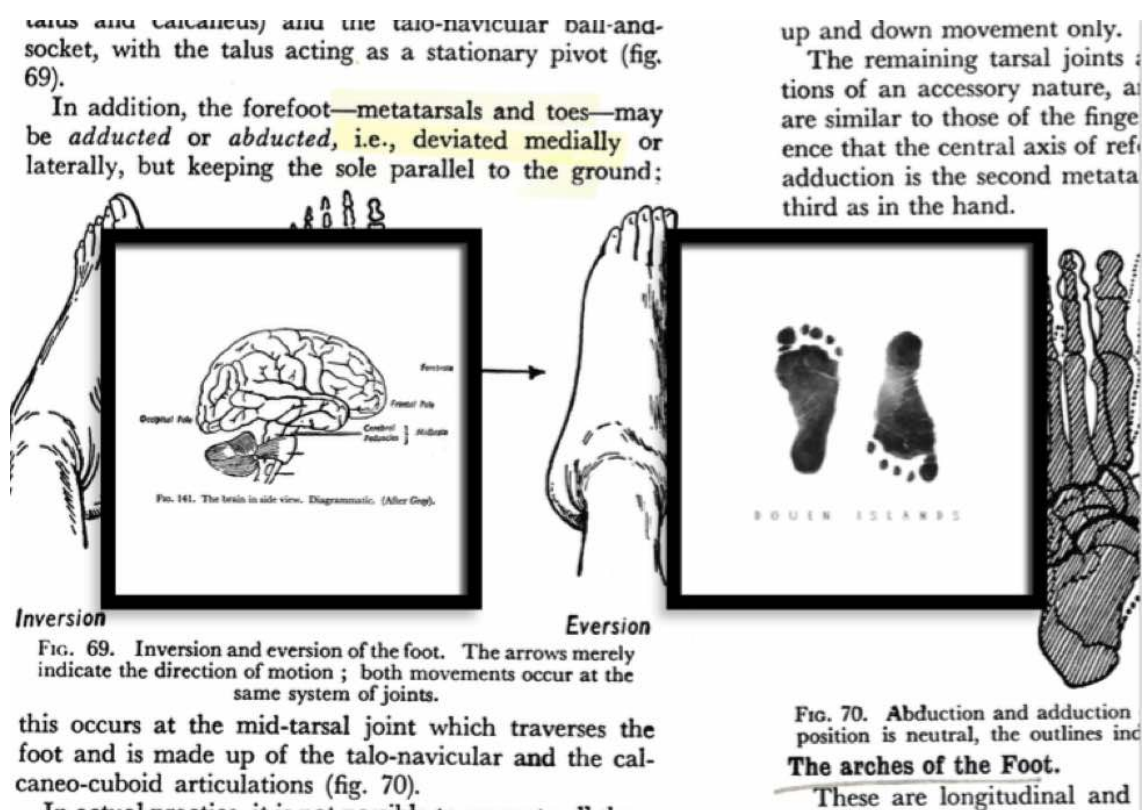 talus and calcaneus) and the talo-navicular ball-and-
socket, with the talus acting as a stationary pivot (fig.
69).
In addition, the forefoot—metatarsals and toes—may
be adducted or abducted, i.e., deviated medially or
laterally, but keeping the sole parallel to the ground;
Occipital Pole
Frontal Pole
Cerebral
Peduncles
Midbrain
FIG. 141. The brain in side view. Diagrammatic. (After Gray).
Inversion
Eversion
FIG. 69. Inversion and eversion of the foot. The arrows merely
indicate the direction of motion ; both movements occur at the
same system of joints.
this occurs at the mid-tarsal joint which traverses the
foot and is made up of the talo-navicular and the cal-
caneo-cuboid articulations (fig. 70).
up and down movement only.
The remaining tarsal joints
tions of an accessory nature,
are similar to those of the finge
ence that the central axis of ref
adduction is the second metata
third as in the hand.
BOUEN ISLANDS
FIG. 70. Abduction and adduction
position is neutral, the outlines ind
The arches of the Foot.
These are longitudinal and